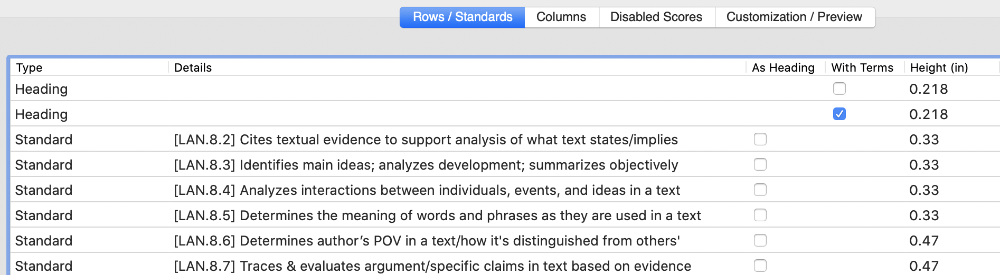 Rows / Standards Columns Disabled Scores Customization / Preview
Type Details As Heading With Terms Height (in)
Heading 0.218
Heading 0.218
Standard [LAN.8.2] Cites textual evidence to support analysis of what text states/implies 0.33
Standard [LAN.8.3] Identifies main ideas; analyzes development; summarizes objectively 0.33
Standard [LAN.8.4] Analyzes interactions between individuals, events, and ideas in a text 0.33
Standard [LAN.8.5] Determines the meaning of words and phrases as they are used in a text 0.33
Standard [LAN.8.6] Determines author’s POV in a text/how it's distinguished from others' 0.47
Standard [LAN.8.7] Traces & evaluates argument/specific claims in text based on evidence 0.47